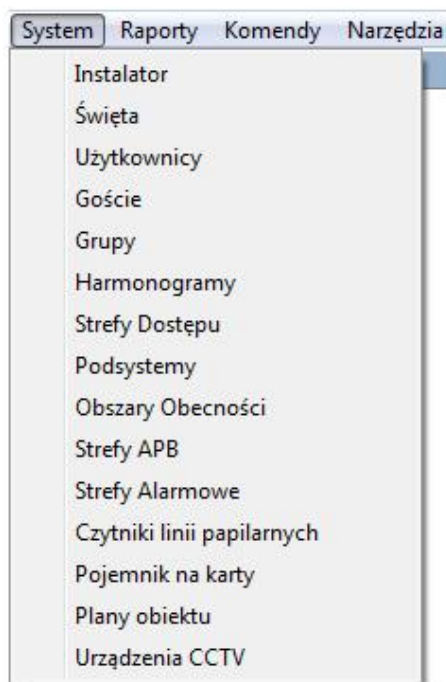 System Raporty Komendy Narzędzia
Instalator
Święta
Użytkownicy
Goście
Grupy
Harmonogramy
Strefy Dostępu
Podsystemy
Obszary Obecności
Strefy APB
Strefy Alarmowe
Czytniki linii papilarnych
Pojemnik na karty
Plany obiektu
Urządzenia CCTV